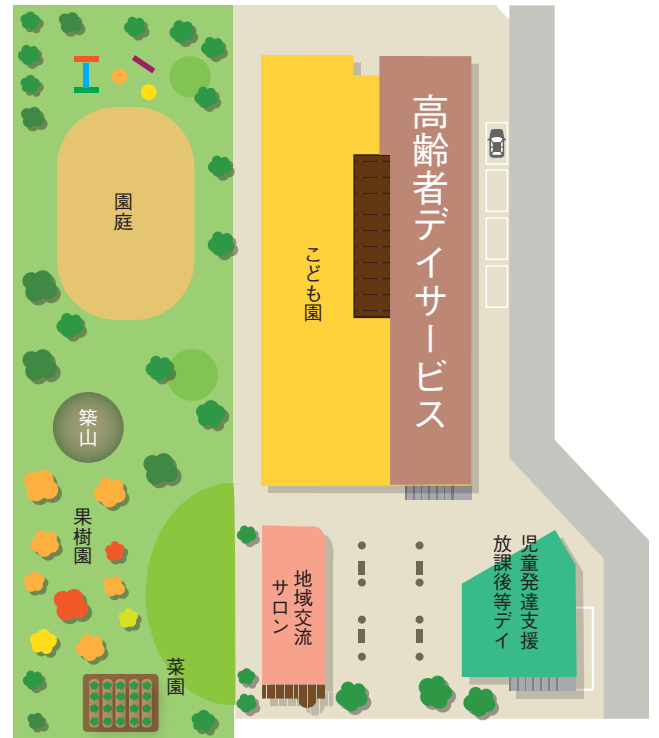 高齢者デイサービス
園庭
こども園
築山
果樹園
児童発達支援
放課後等デイ
地域交流
サロン
菜園